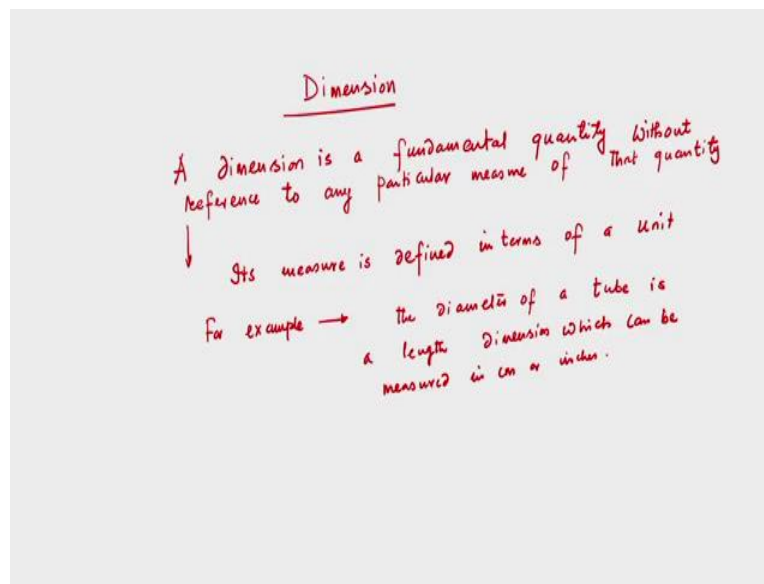 Dimension
A dimension is a fundamental quantity without
reference to any particular measure of that quantity
↓
Its measure is defined in terms of a unit
For example → the diameter of a tube is
a length dimension which can be
measured in cm or inches.